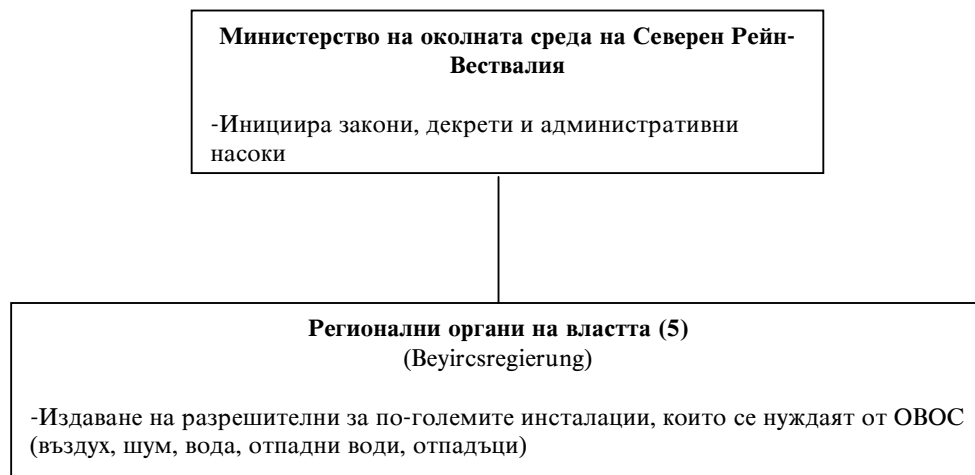 Министерство на околната среда на Северен Рейн-
Вествалия
-Инициира закони, декрети и административни
насоки
Регионални органи на властта (5)
(Beyircsregierung)
-Издаване на разрешителни за по-големите инсталации, които се нуждаят от ОВОС
(въздух, шум, вода, отпадни води, отпадъци)